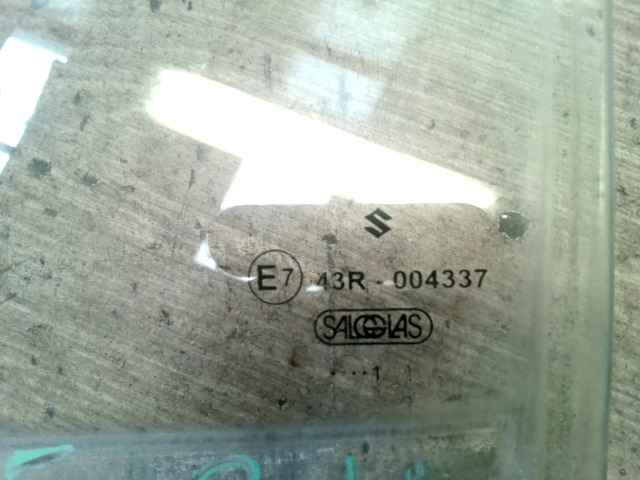 E7 43R - 004337
SALGGLAS
....1